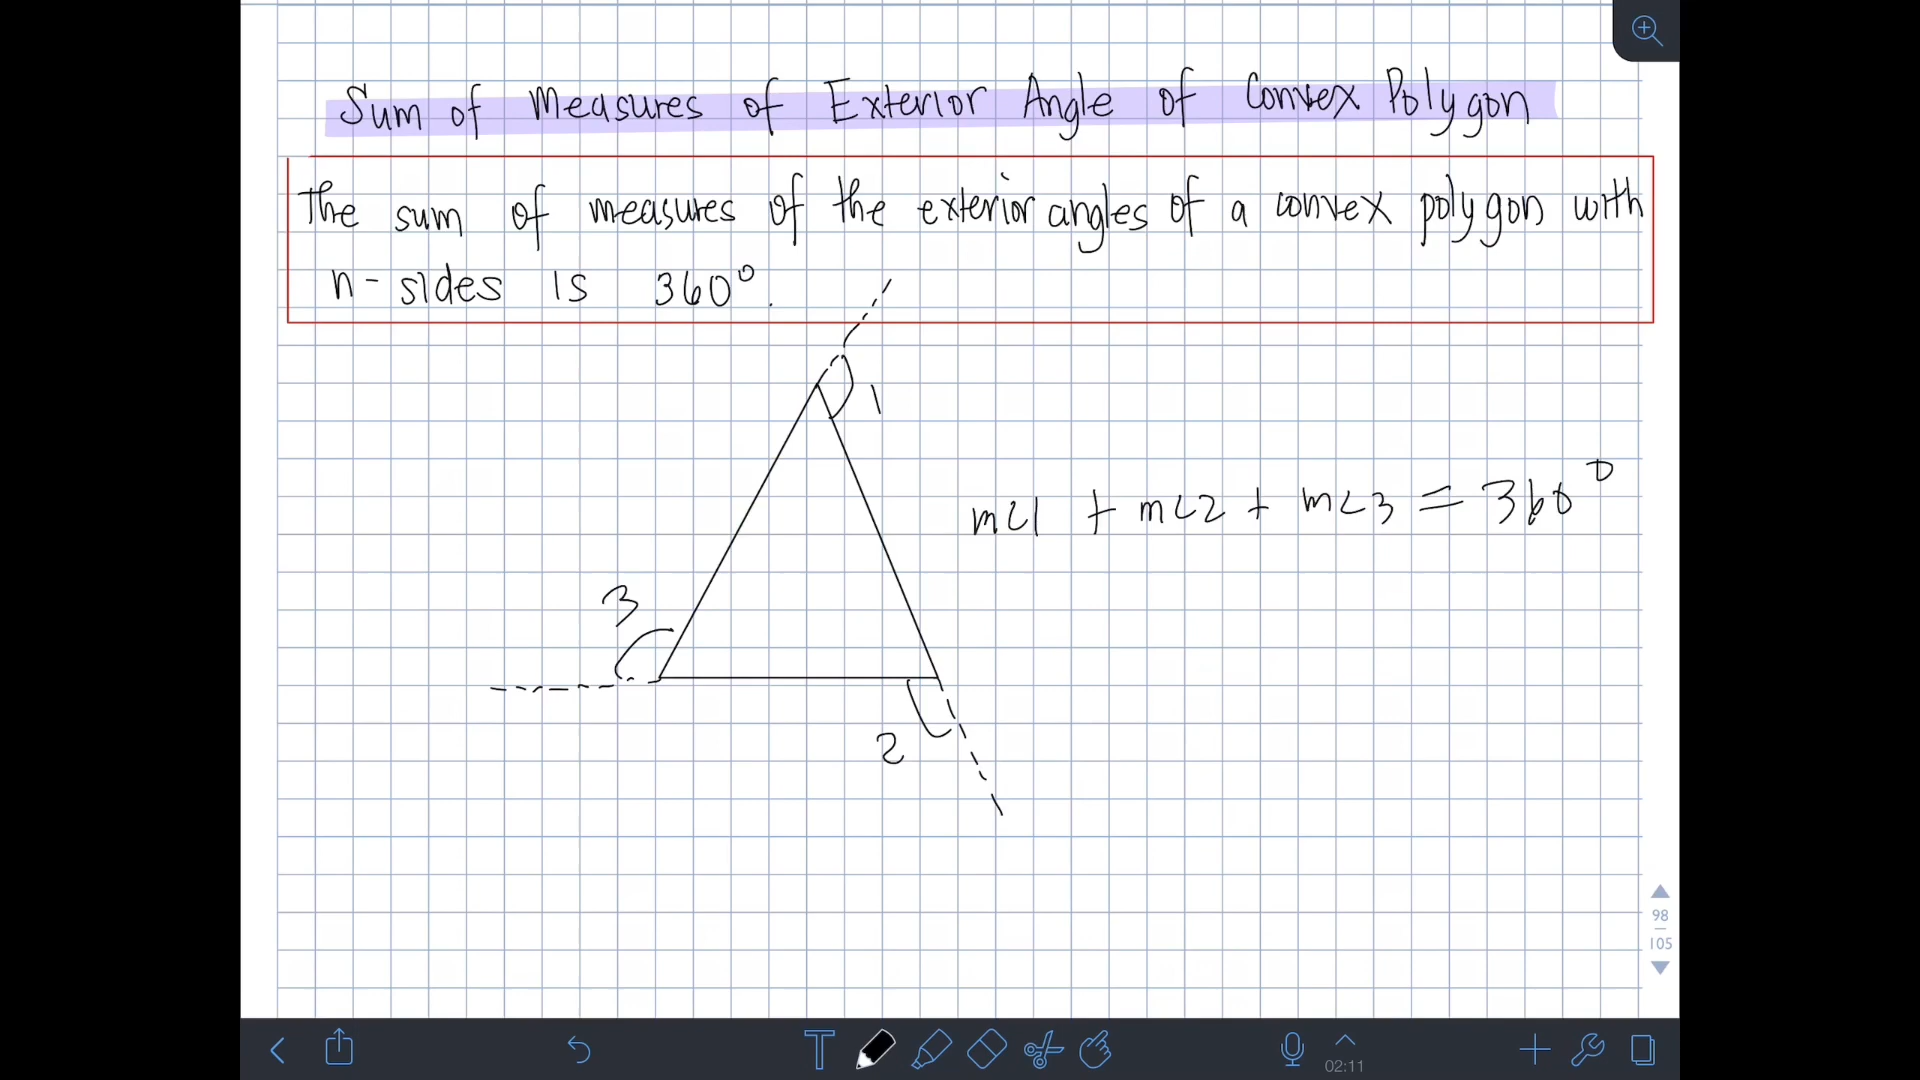 Sum of Measures of Exterior Angle of Convex Polygon
The sum of measures of the exterior angles of a convex polygon with
n-sides is 360°.
1
m∠1 + m∠2 + m∠3 = 360°
3
2
98
105
T
02:11